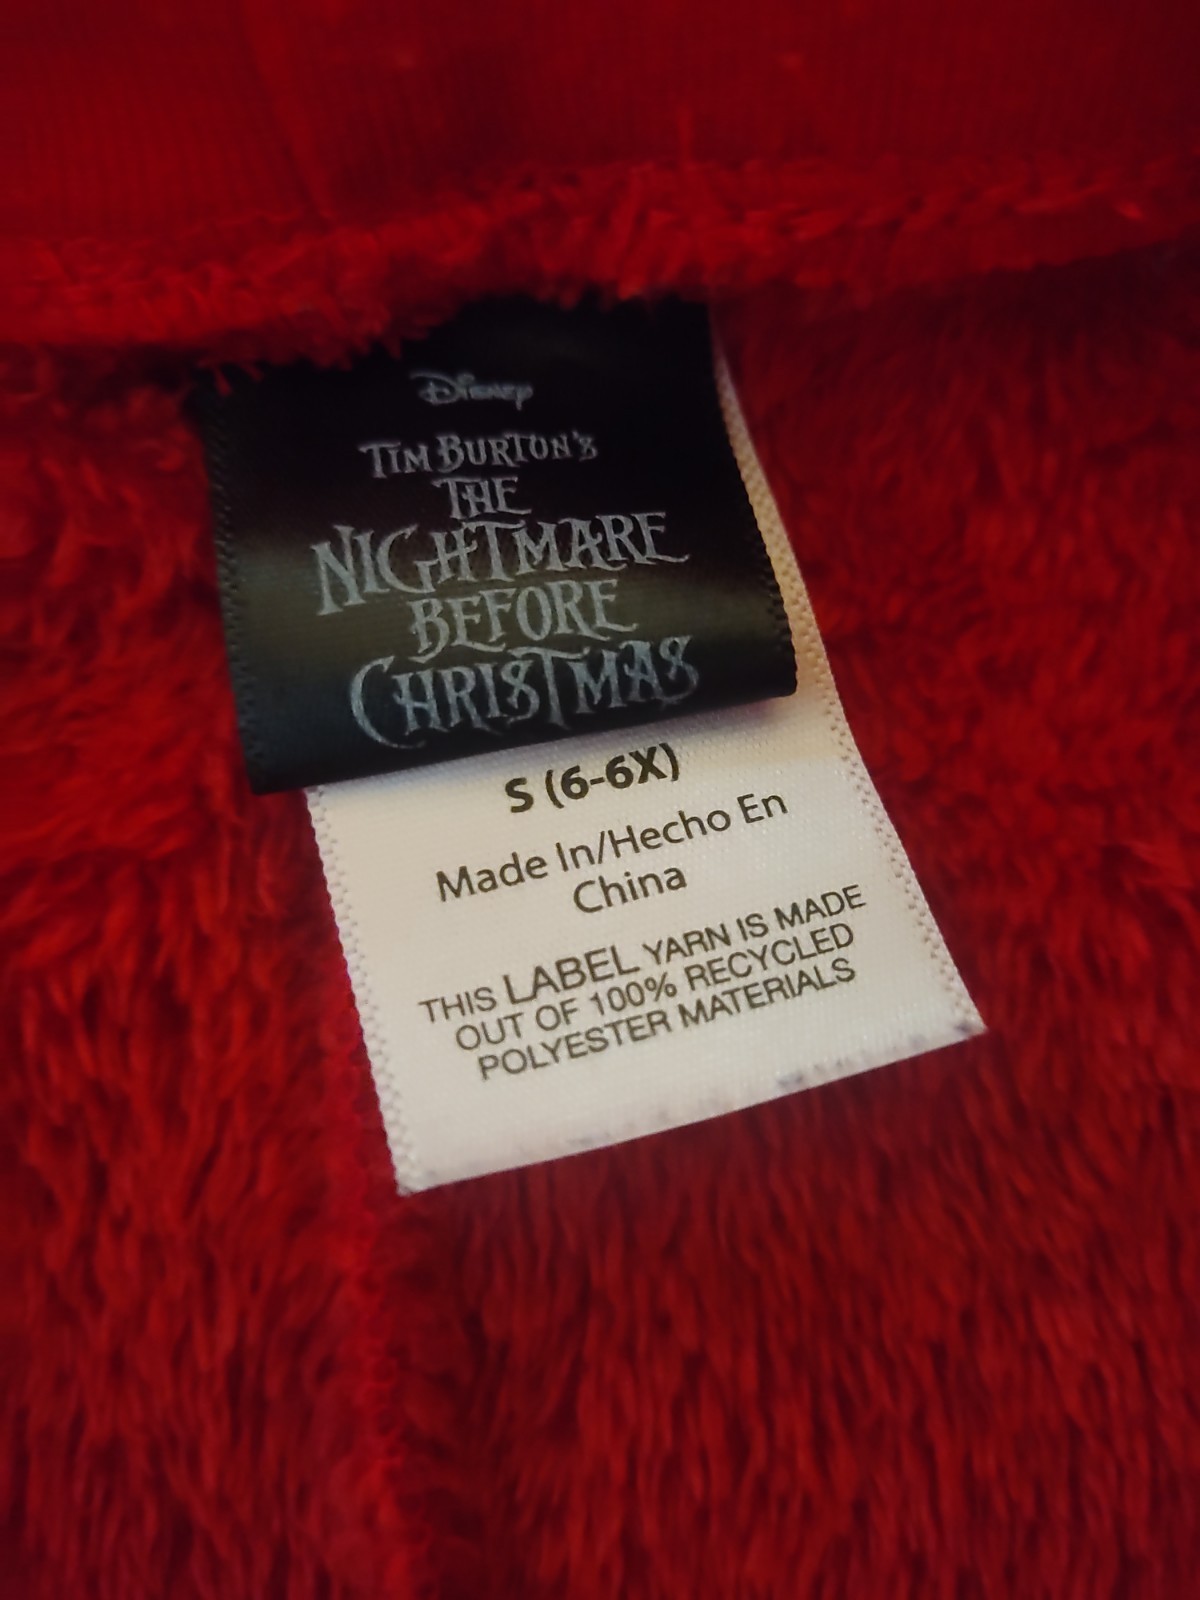 Disney
TIM BURTON'S
THE
NIGHTMARE
BEFORE
CHRISTMAS
S (6-6X)
Made In/Hecho En
China
THIS LABEL YARN IS MADE
OUT OF 100% RECYCLED
POLYESTER MATERIALS